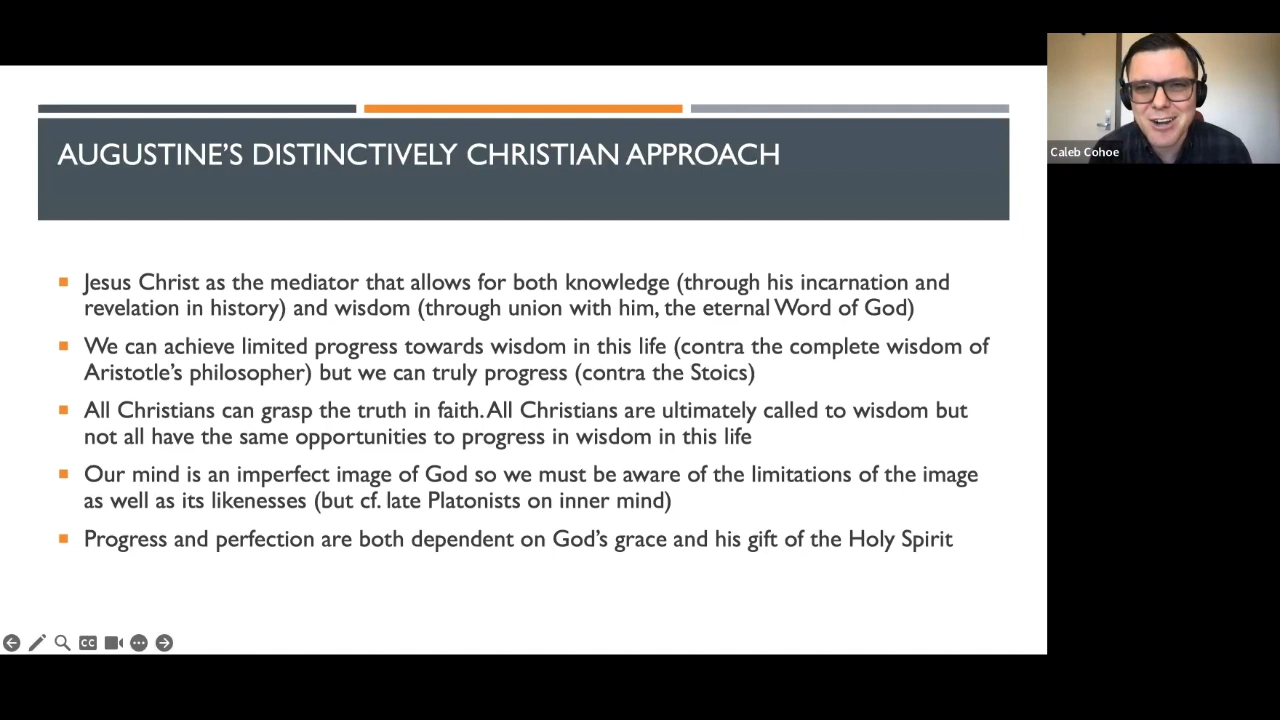 AUGUSTINE'S DISTINCTIVELY CHRISTIAN APPROACH
Jesus Christ as the mediator that allows for both knowledge (through his incarnation and
revelation in history) and wisdom (through union with him, the eternal Word of God)
We can achieve limited progress towards wisdom in this life (contra the complete wisdom of
Aristotle's philosopher) but we can truly progress (contra the Stoics)
All Christians can grasp the truth in faith. All Christians are ultimately called to wisdom but
not all have the same opportunities to progress in wisdom in this life
Our mind is an imperfect image of God so we must be aware of the limitations of the image
as well as its likenesses (but cf. late Platonists on inner mind)
Progress and perfection are both dependent on God's grace and his gift of the Holy Spirit
Caleb Cohoe
CC